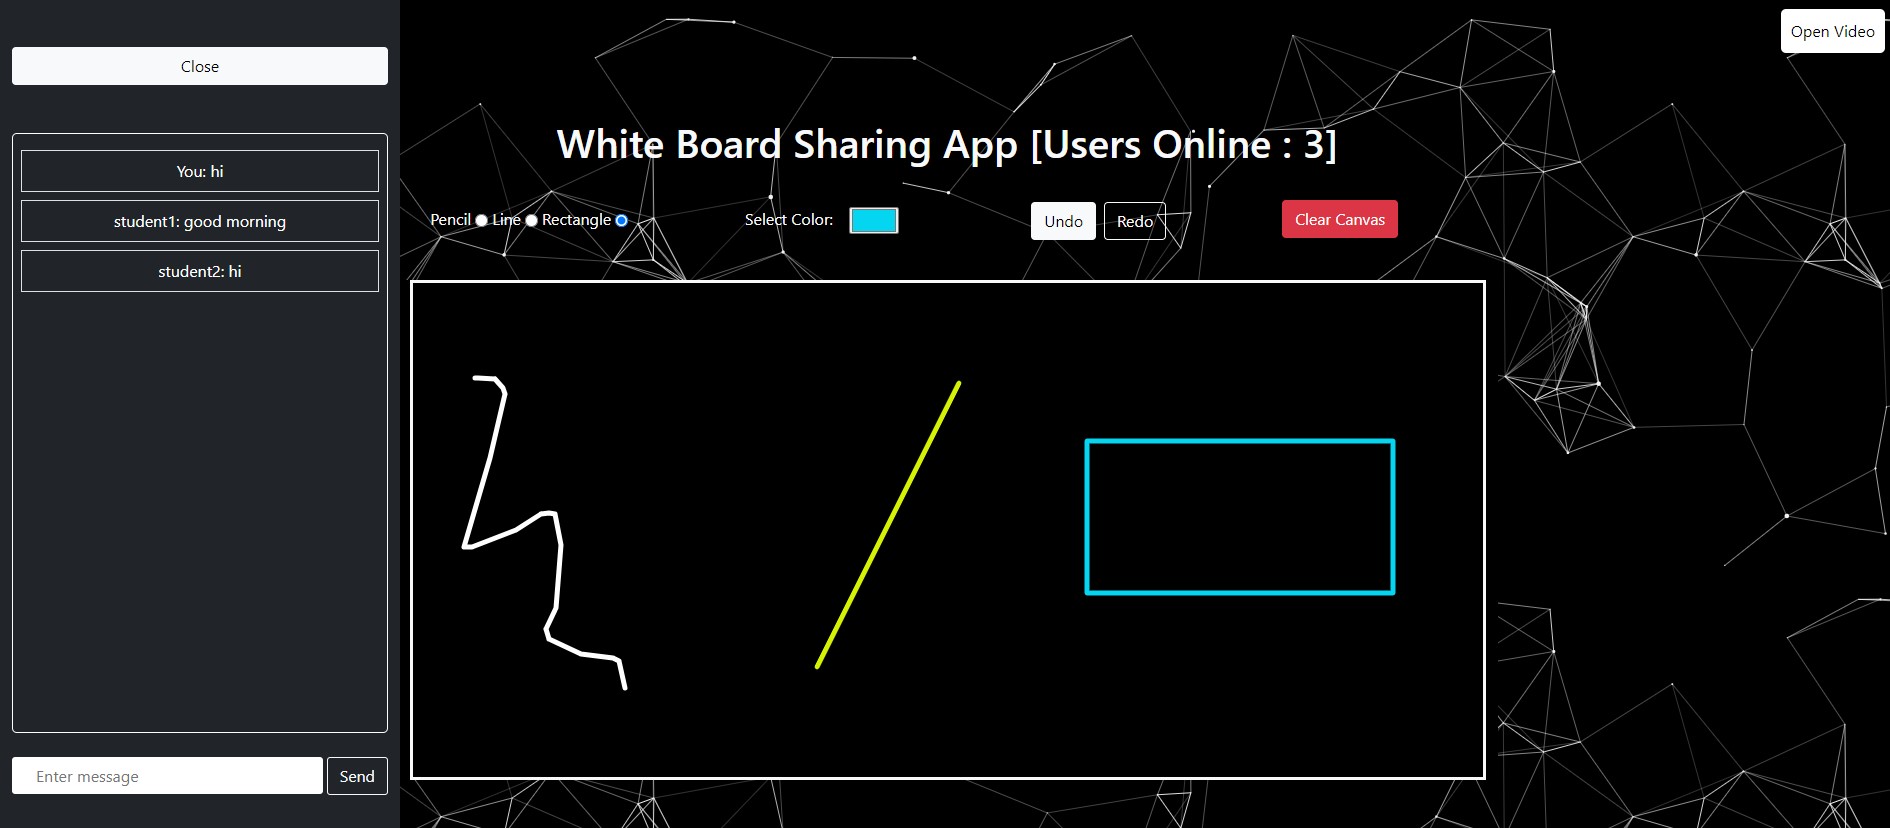 Close
You: hi
student1: good morning
student2: hi
Enter message
Send
Open Video
White Board Sharing App [Users Online : 3]
Pencil Line Rectangle
Select Color:
Undo
Redo
Clear Canvas